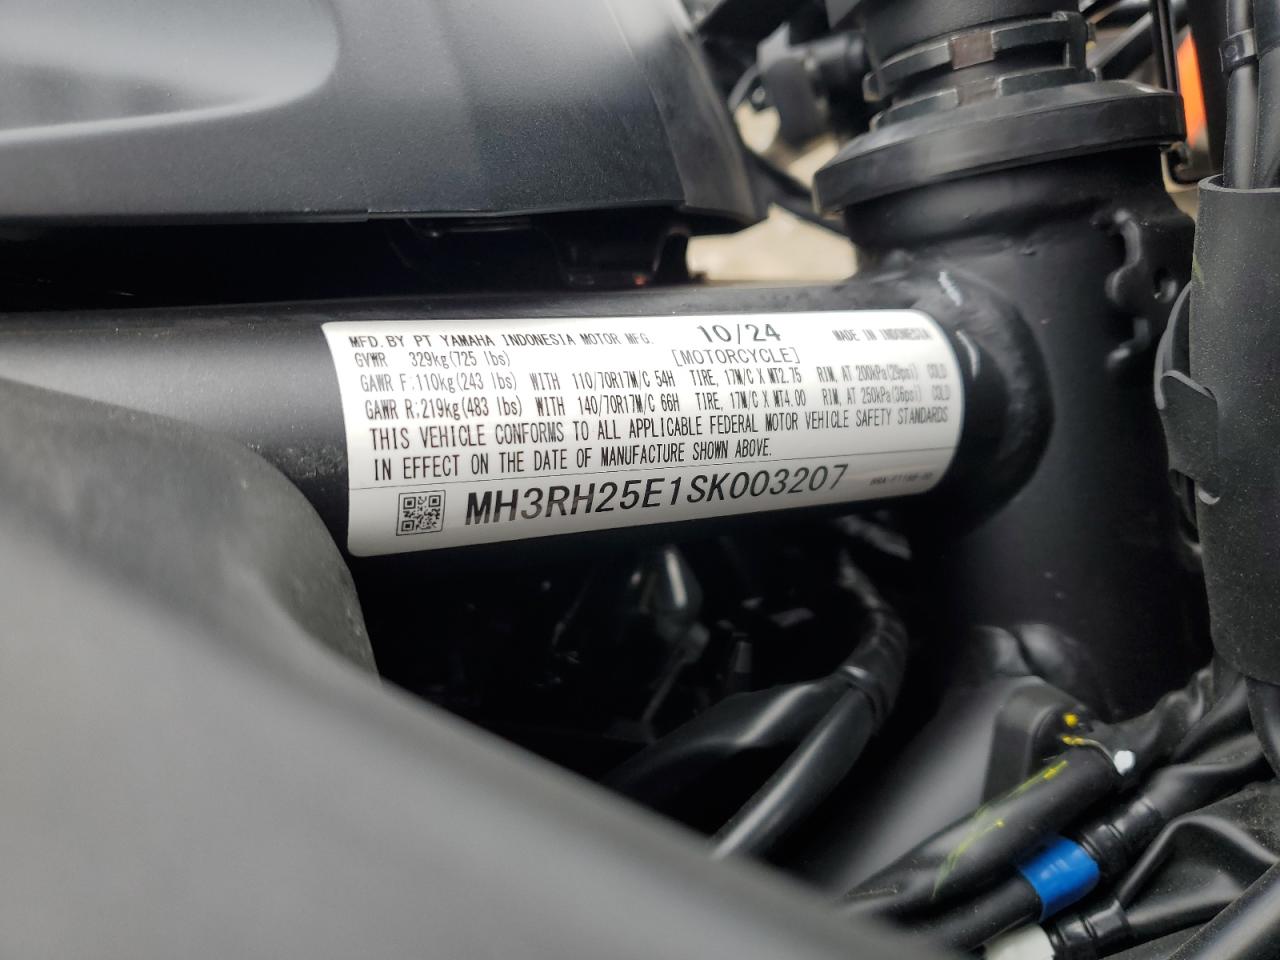 MFD. BY PT YAMAHA INDONESIA MOTOR MFG. 10/24 MADE IN INDONESIA
GVWR 329kg(725 lbs) [MOTORCYCLE]
GAWR F:110kg(243 lbs) WITH 110/70R17M/C 54H TIRE, 17M/C X MT2.75 RIM, AT 200kPa(29psi) COLD
GAWR R:219kg(483 lbs) WITH 140/70R17M/C 66H TIRE, 17M/C X MT4.00 RIM, AT 250kPa(36psi) COLD
THIS VEHICLE CONFORMS TO ALL APPLICABLE FEDERAL MOTOR VEHICLE SAFETY STANDARDS
IN EFFECT ON THE DATE OF MANUFACTURE SHOWN ABOVE.
MH3RH25E1SK003207